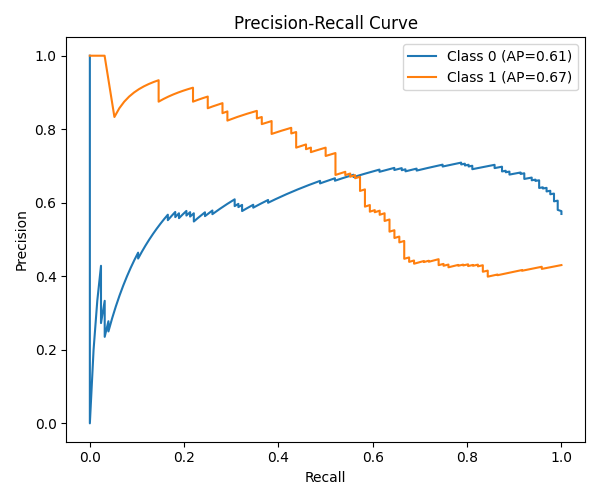 Precision-Recall Curve
Class 0 (AP=0.61)
Class 1 (AP=0.67)
1.0
0.8
0.6
0.4
0.2
0.0
Precision
0.0 0.2 0.4 0.6 0.8 1.0
Recall